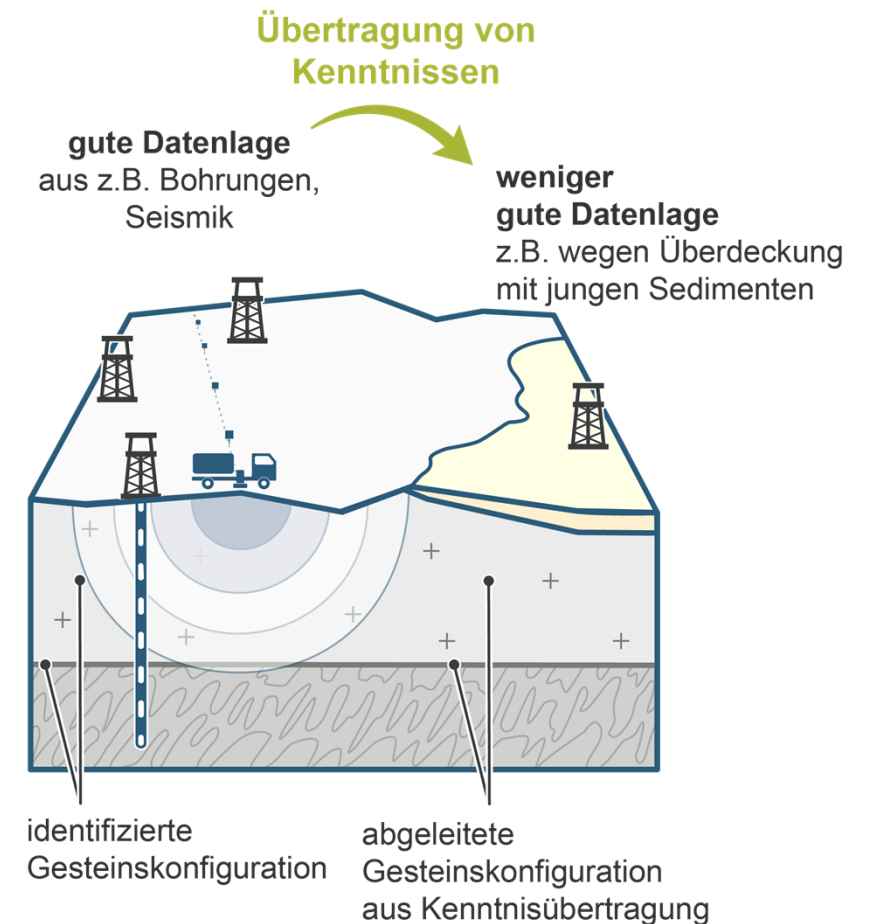 Übertragung von
Kenntnissen
gute Datenlage
aus z.B. Bohrungen,
Seismik
weniger
gute Datenlage
z.B. wegen Überdeckung
mit jungen Sedimenten
identifizierte
Gesteinskonfiguration
abgeleitete
Gesteinskonfiguration
aus Kenntnisübertragung